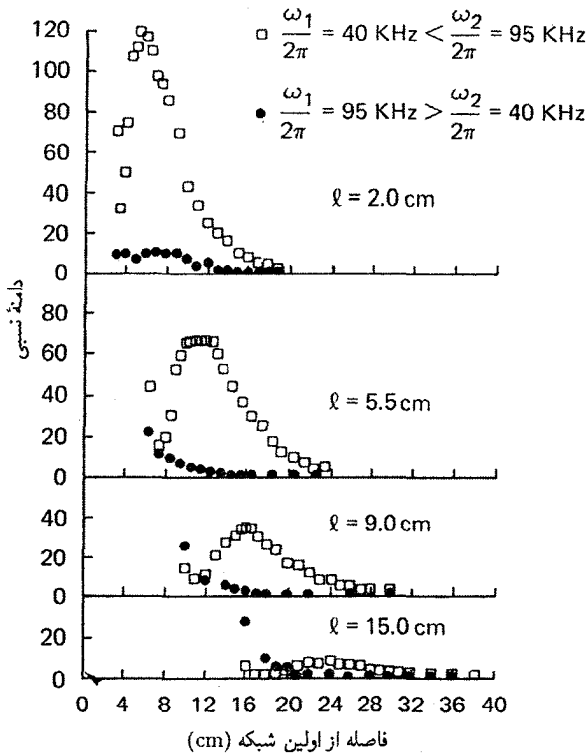 120
100
80
60
40
20
0
□ ω1/2π = 40 KHz < ω2/2π = 95 KHz
● ω1/2π = 95 KHz > ω2/2π = 40 KHz
ℓ = 2.0 cm
دامنهٔ نسبی
80
60
40
20
0
ℓ = 5.5 cm
40
20
0
ℓ = 9.0 cm
20
0
ℓ = 15.0 cm
0 4 8 12 16 20 24 28 32 36 40
فاصله از اولین شبکه (cm)